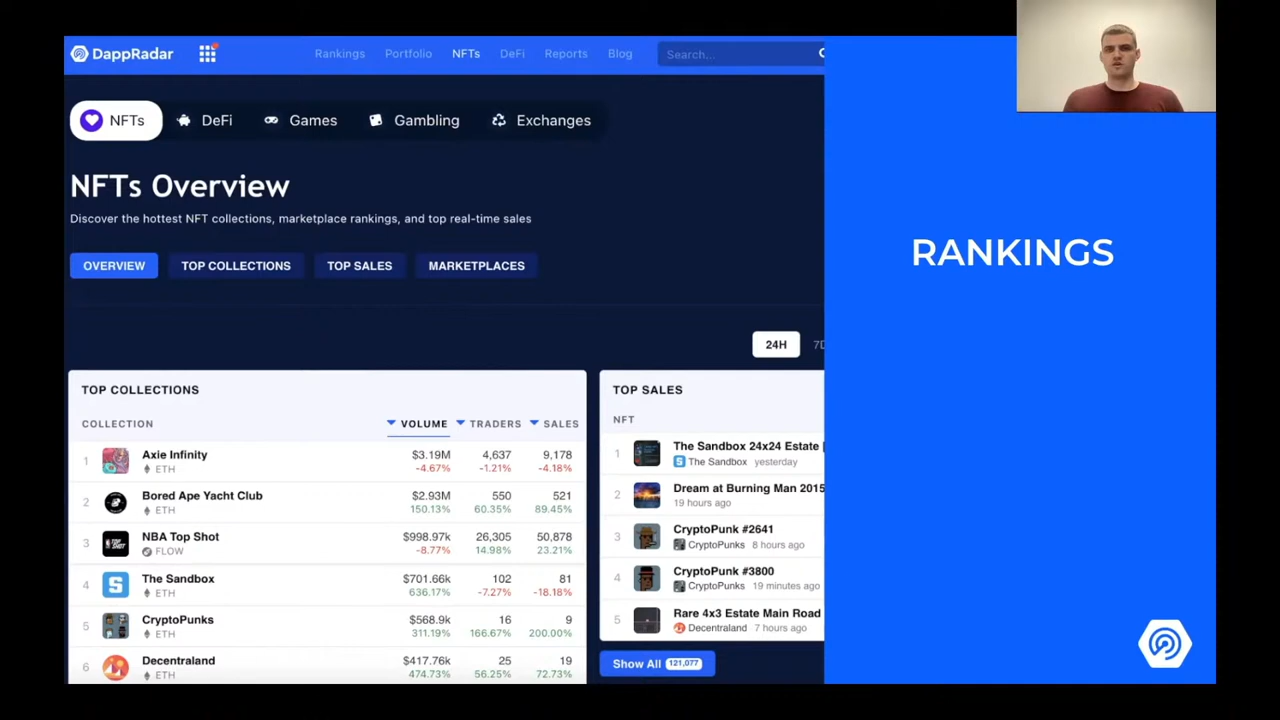 DappRadar Rankings Portfolio NFTs DeFi Reports Blog Search...
NFTs DeFi Games Gambling Exchanges
NFTs Overview
Discover the hottest NFT collections, marketplace rankings, and top real-time sales
OVERVIEW TOP COLLECTIONS TOP SALES MARKETPLACES
RANKINGS
24H 7D
TOP COLLECTIONS
COLLECTION VOLUME TRADERS SALES
1 Axie Infinity $3.19M 4,637 9,178
ETH -4.67% -1.21% -4.18%
2 Bored Ape Yacht Club $2.93M 550 521
ETH 150.13% 60.35% 89.45%
3 NBA Top Shot $998.97k 26,305 50,878
FLOW -8.77% 14.98% 23.21%
4 The Sandbox $701.66k 102 81
ETH 636.17% -7.27% -18.18%
5 CryptoPunks $568.9k 16 9
ETH 311.19% 166.67% 200.00%
6 Decentraland $417.76k 25 19
ETH 474.73% 56.25% 72.73%
TOP SALES
NFT
1 The Sandbox 24x24 Estate |
The Sandbox yesterday
2 Dream at Burning Man 2015
19 hours ago
3 CryptoPunk #2641
CryptoPunks 8 hours ago
4 CryptoPunk #3800
CryptoPunks 19 minutes ago
5 Rare 4x3 Estate Main Road
Decentraland 7 hours ago
Show All 121,077